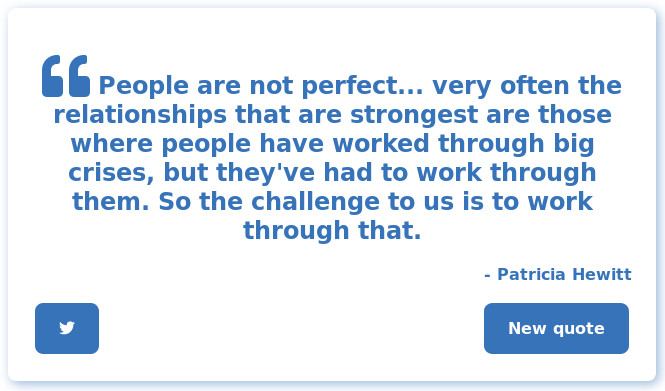 People are not perfect... very often the
relationships that are strongest are those
where people have worked through big
crises, but they've had to work through
them. So the challenge to us is to work
through that.
- Patricia Hewitt
New quote